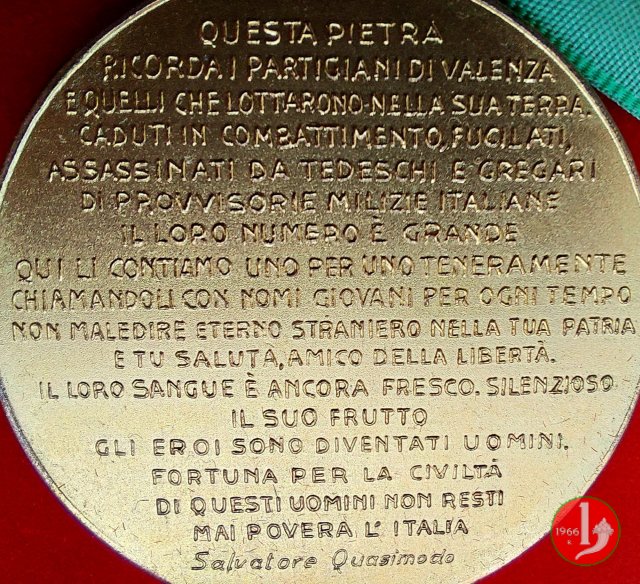 QUESTA PIETRA
RICORDA I PARTIGIANI DI VALENZA
E QUELLI CHE LOTTARONO NELLA SUA TERRA.
CADUTI IN COMBATTIMENTO, FUCILATI,
ASSASSINATI DA TEDESCHI E GREGARI
DI PROVVISORIE MILIZIE ITALIANE
IL LORO NUMERO È GRANDE
QUI LI CONTIAMO UNO PER UNO TENERAMENTE
CHIAMANDOLI CON NOMI GIOVANI PER OGNI TEMPO
NON MALEDIRE ETERNO STRANIERO NELLA TUA PATRIA
E TU SALUTA, AMICO DELLA LIBERTÀ.
IL LORO SANGUE È ANCORA FRESCO. SILENZIOSO
IL SUO FRUTTO
GLI EROI SONO DIVENTATI UOMINI.
FORTUNA PER LA CIVILTÀ
DI QUESTI UOMINI NON RESTI
MAI POVERA L'ITALIA
Salvatore Quasimodo
1966
K